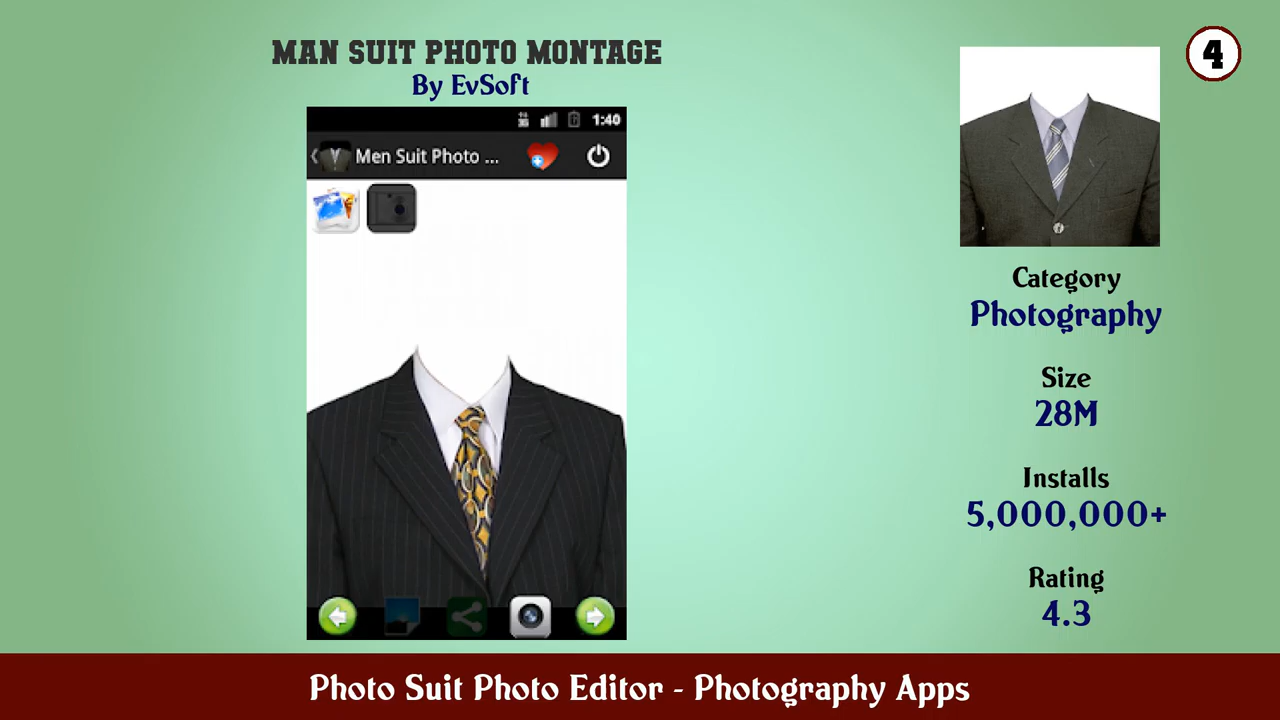 MAN SUIT PHOTO MONTAGE
By EvSoft
4
3G 1:40
Men Suit Photo ...
Category
Photography
Size
28M
Installs
5,000,000+
Rating
4.3
Photo Suit Photo Editor - Photography Apps